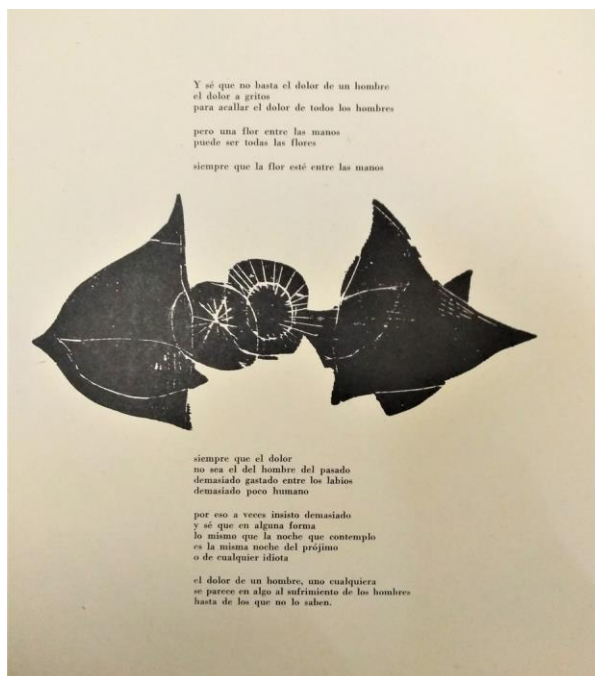 Y sé que no basta el dolor de un hombre
el dolor a gritos
para acallar el dolor de todos los hombres
pero una flor entre las manos
puede ser todas las flores
siempre que la flor esté entre las manos
siempre que el dolor
no sea el del hombre del pasado
demasiado gastado entre los labios
demasiado poco humano
por eso a veces insisto demasiado
y sé que en alguna forma
lo mismo que la noche que contemplo
es la misma noche del prójimo
o de cualquier idiota
el dolor de un hombre, uno cualquiera
se parece en algo al sufrimiento de los hombres
hasta de los que no lo saben.